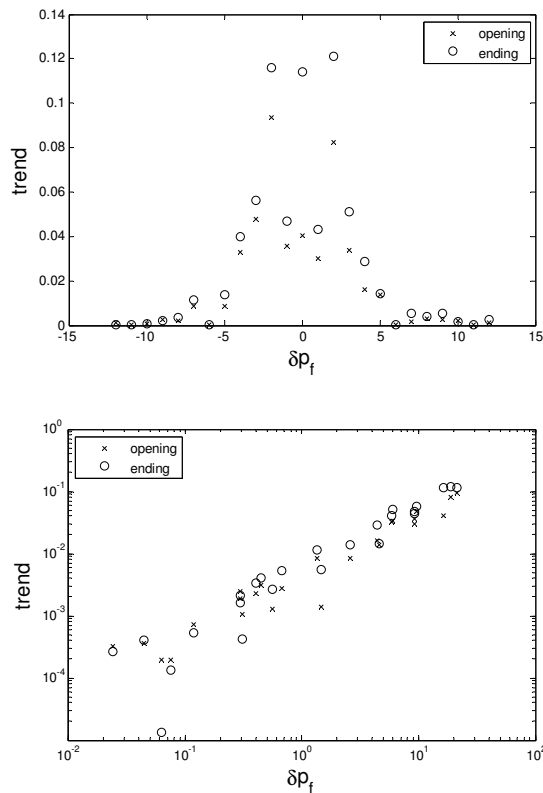 0.14
opening
ending
0.12
0.1
0.08
trend
0.06
0.04
0.02
0
-15 -10 -5 0 5 10 15
δp_f
10^0
opening
ending
10^-1
10^-2
trend
10^-3
10^-4
10^-2 10^-1 10^0 10^1 10^2
δp_f